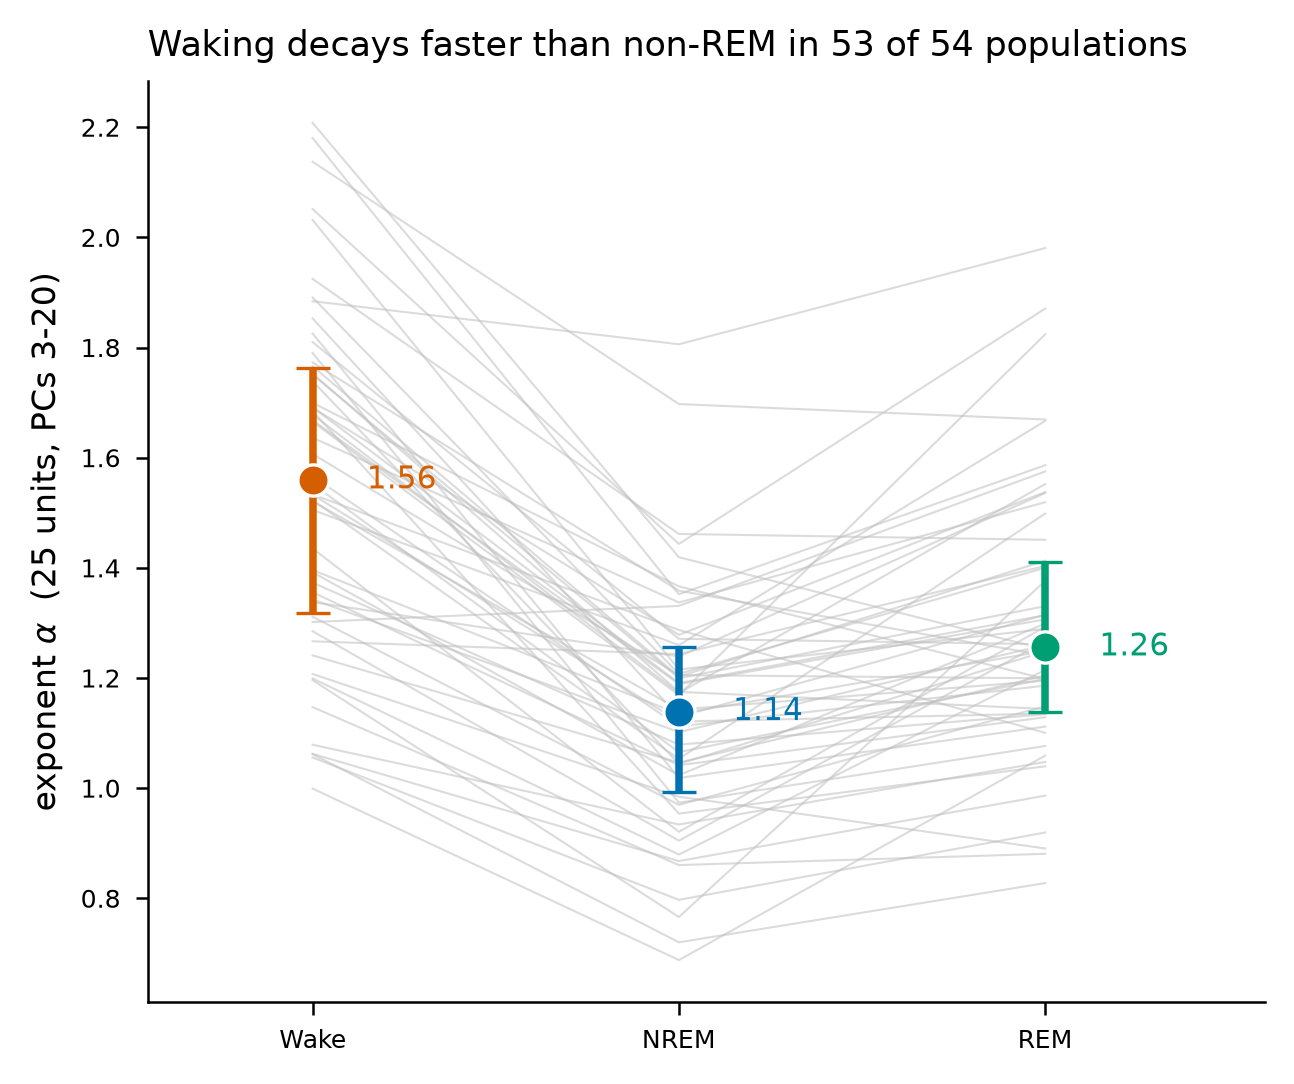 Waking decays faster than non-REM in 53 of 54 populations
exponent α (25 units, PCs 3-20)
2.2
2.0
1.8
1.6
1.4
1.2
1.0
0.8
1.56
1.14
1.26
Wake
NREM
REM